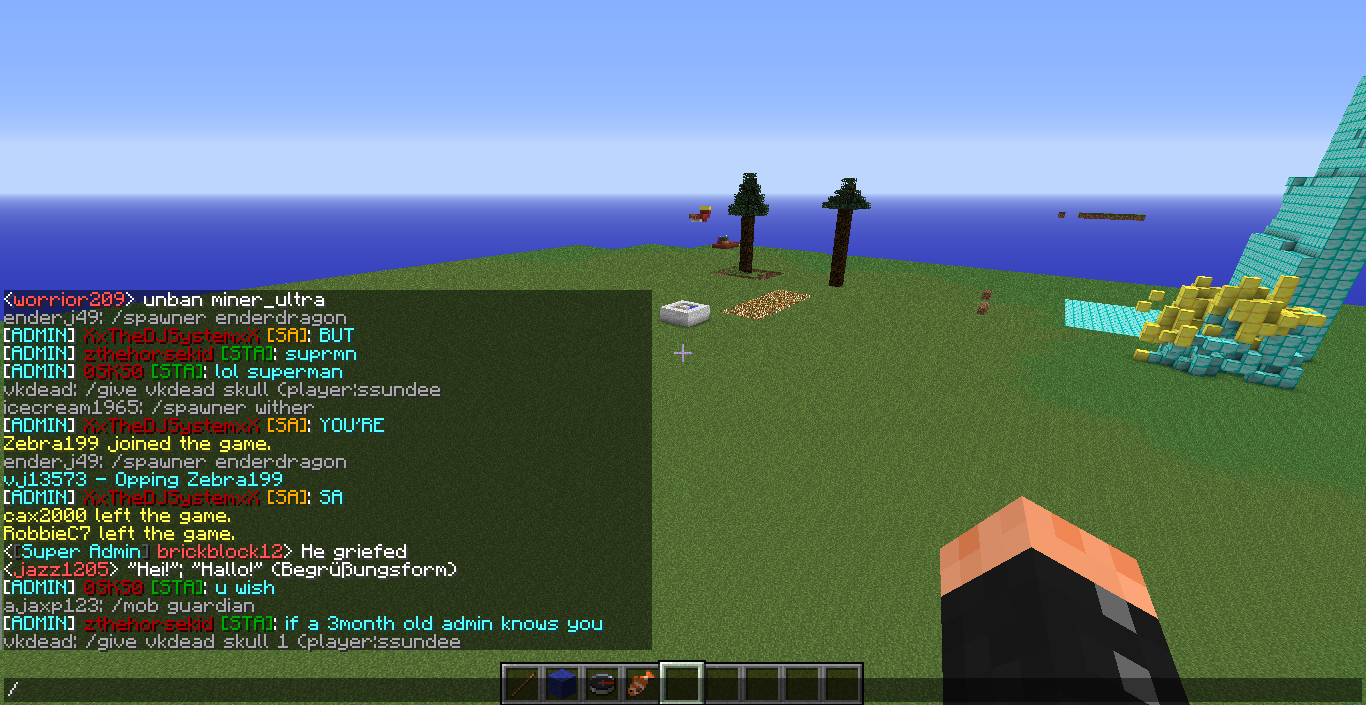 <worrior209> unban miner_ultra
enderj49: /spawner enderdragon
[ADMIN] XxTheDJSystemxX [SA]: BUT
[ADMIN] zthehorsekid [STA]: suprmn
[ADMIN] 05K50 [STA]: lol superman
vkdead: /give vkdead skull (player:ssundee
icecream1965: /spawner wither
[ADMIN] XxTheDJSystemxX [SA]: YOU'RE
Zebra199 joined the game.
enderj49: /spawner enderdragon
vj13573 - Opping Zebra199
[ADMIN] XxTheDJSystemxX [SA]: SA
cax2000 left the game.
RobbieC7 left the game.
<[Super Admin] brickblock12> He griefed
<jazz1205> "Hei!"; "Hallo!" (Begrüßungsform)
[ADMIN] 05K50 [STA]: u wish
ajaxp123: /mob guardian
[ADMIN] zthehorsekid [STA]: if a 3month old admin knows you
vkdead: /give vkdead skull 1 (player:ssundee
/